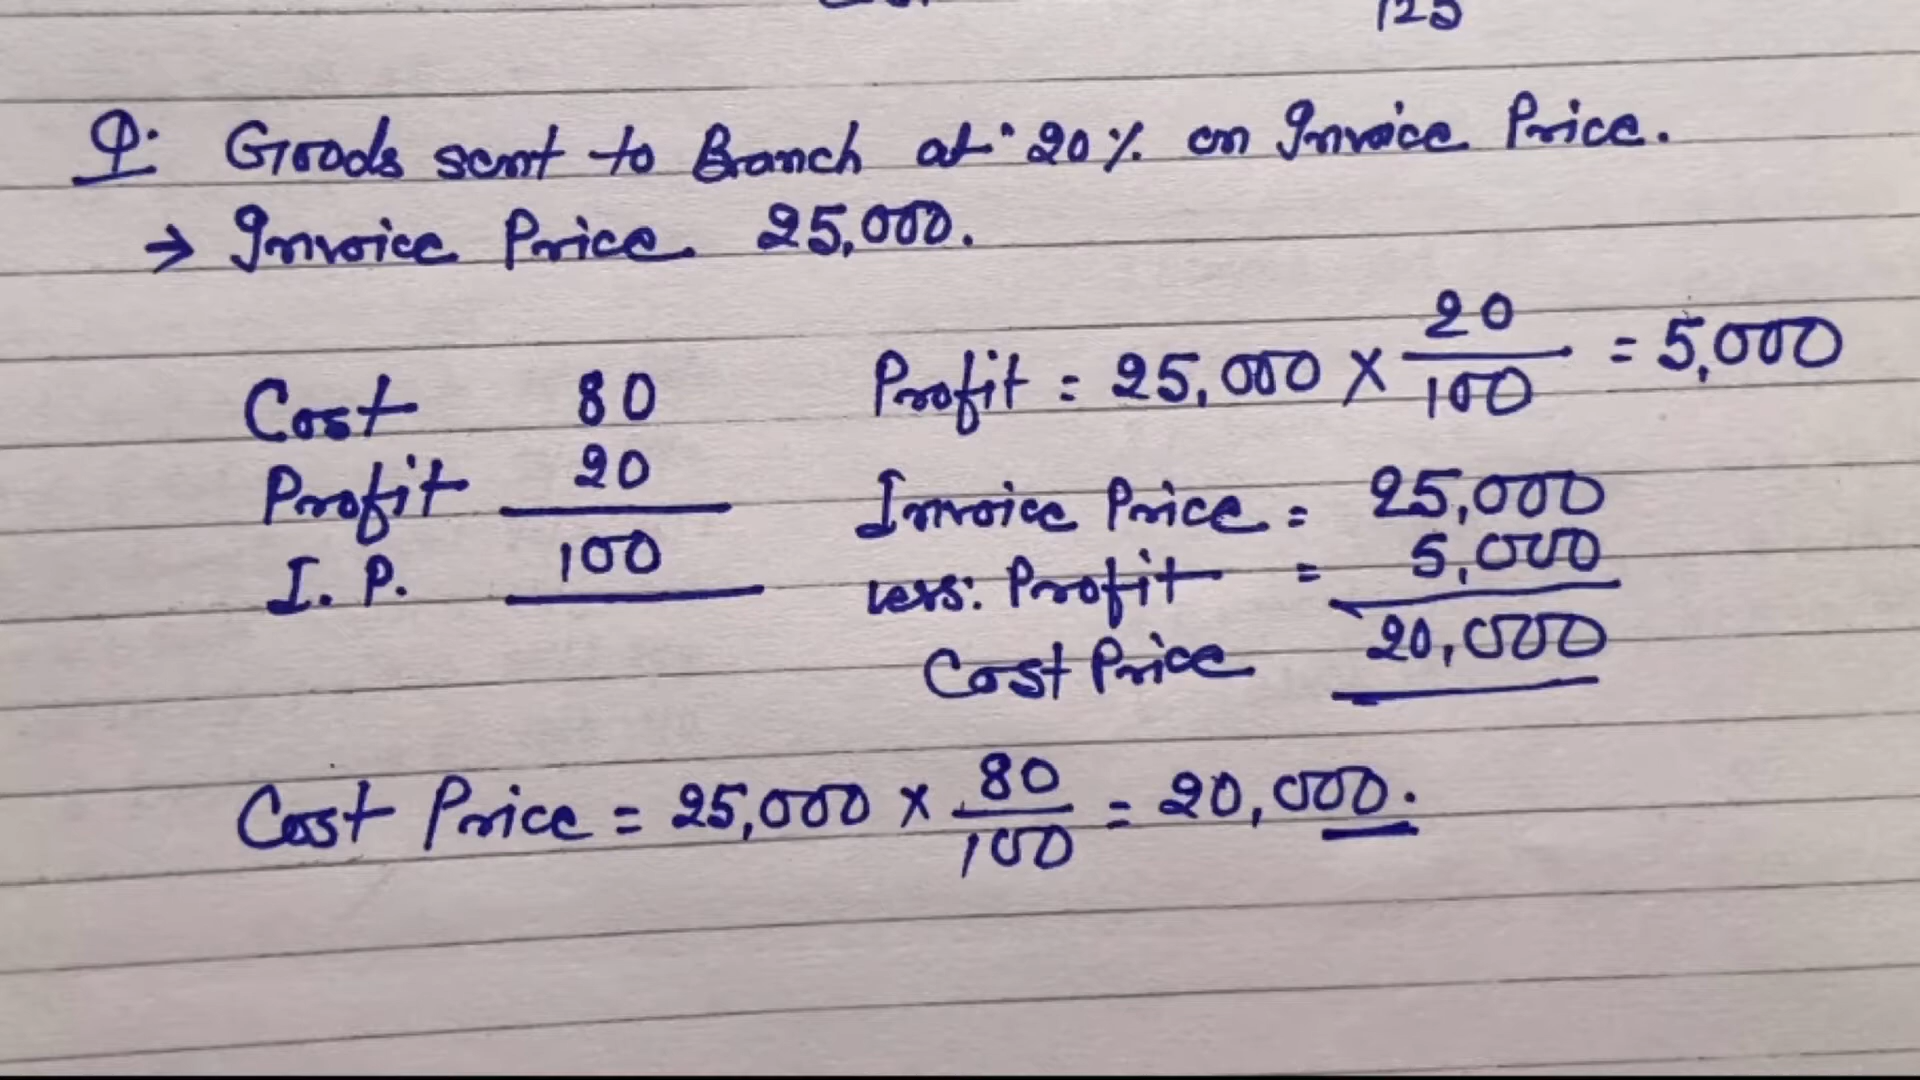 125
Q. Goods sent to Branch at 20% on Invoice Price.
→ Invoice Price 25,000.
Cost 80
Profit 20
I. P. 100
Profit = 25,000 × 20/100 = 5,000
Invoice Price = 25,000
Less: Profit = 5,000
Cost Price 20,000
Cost Price = 25,000 × 80/100 = 20,000.